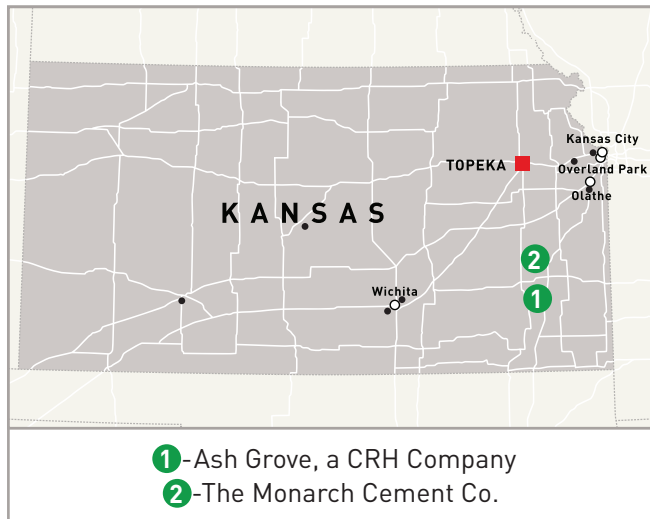 Kansas City
TOPEKA
Overland Park
Olathe
KANSAS
2
Wichita
1
1-Ash Grove, a CRH Company
2-The Monarch Cement Co.